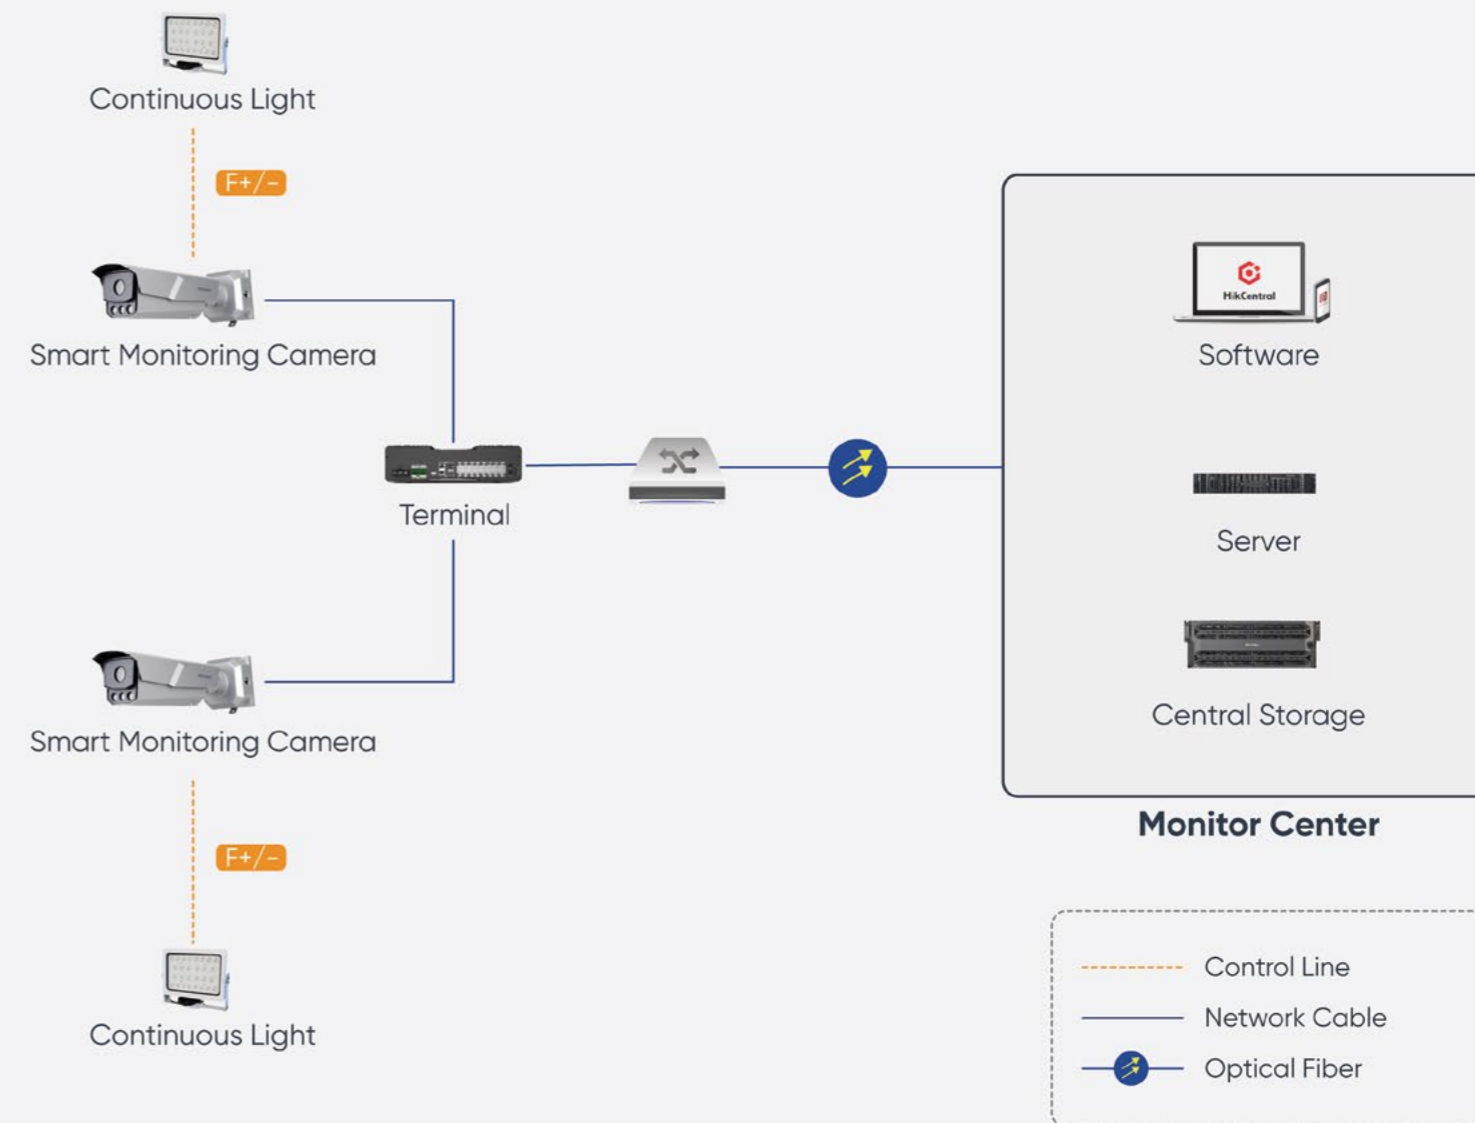 Continuous Light
F+/-
Smart Monitoring Camera
HikCentral
Software
Terminal
Server
Smart Monitoring Camera
Central Storage
Monitor Center
F+/-
Control Line
Network Cable
Continuous Light
Optical Fiber